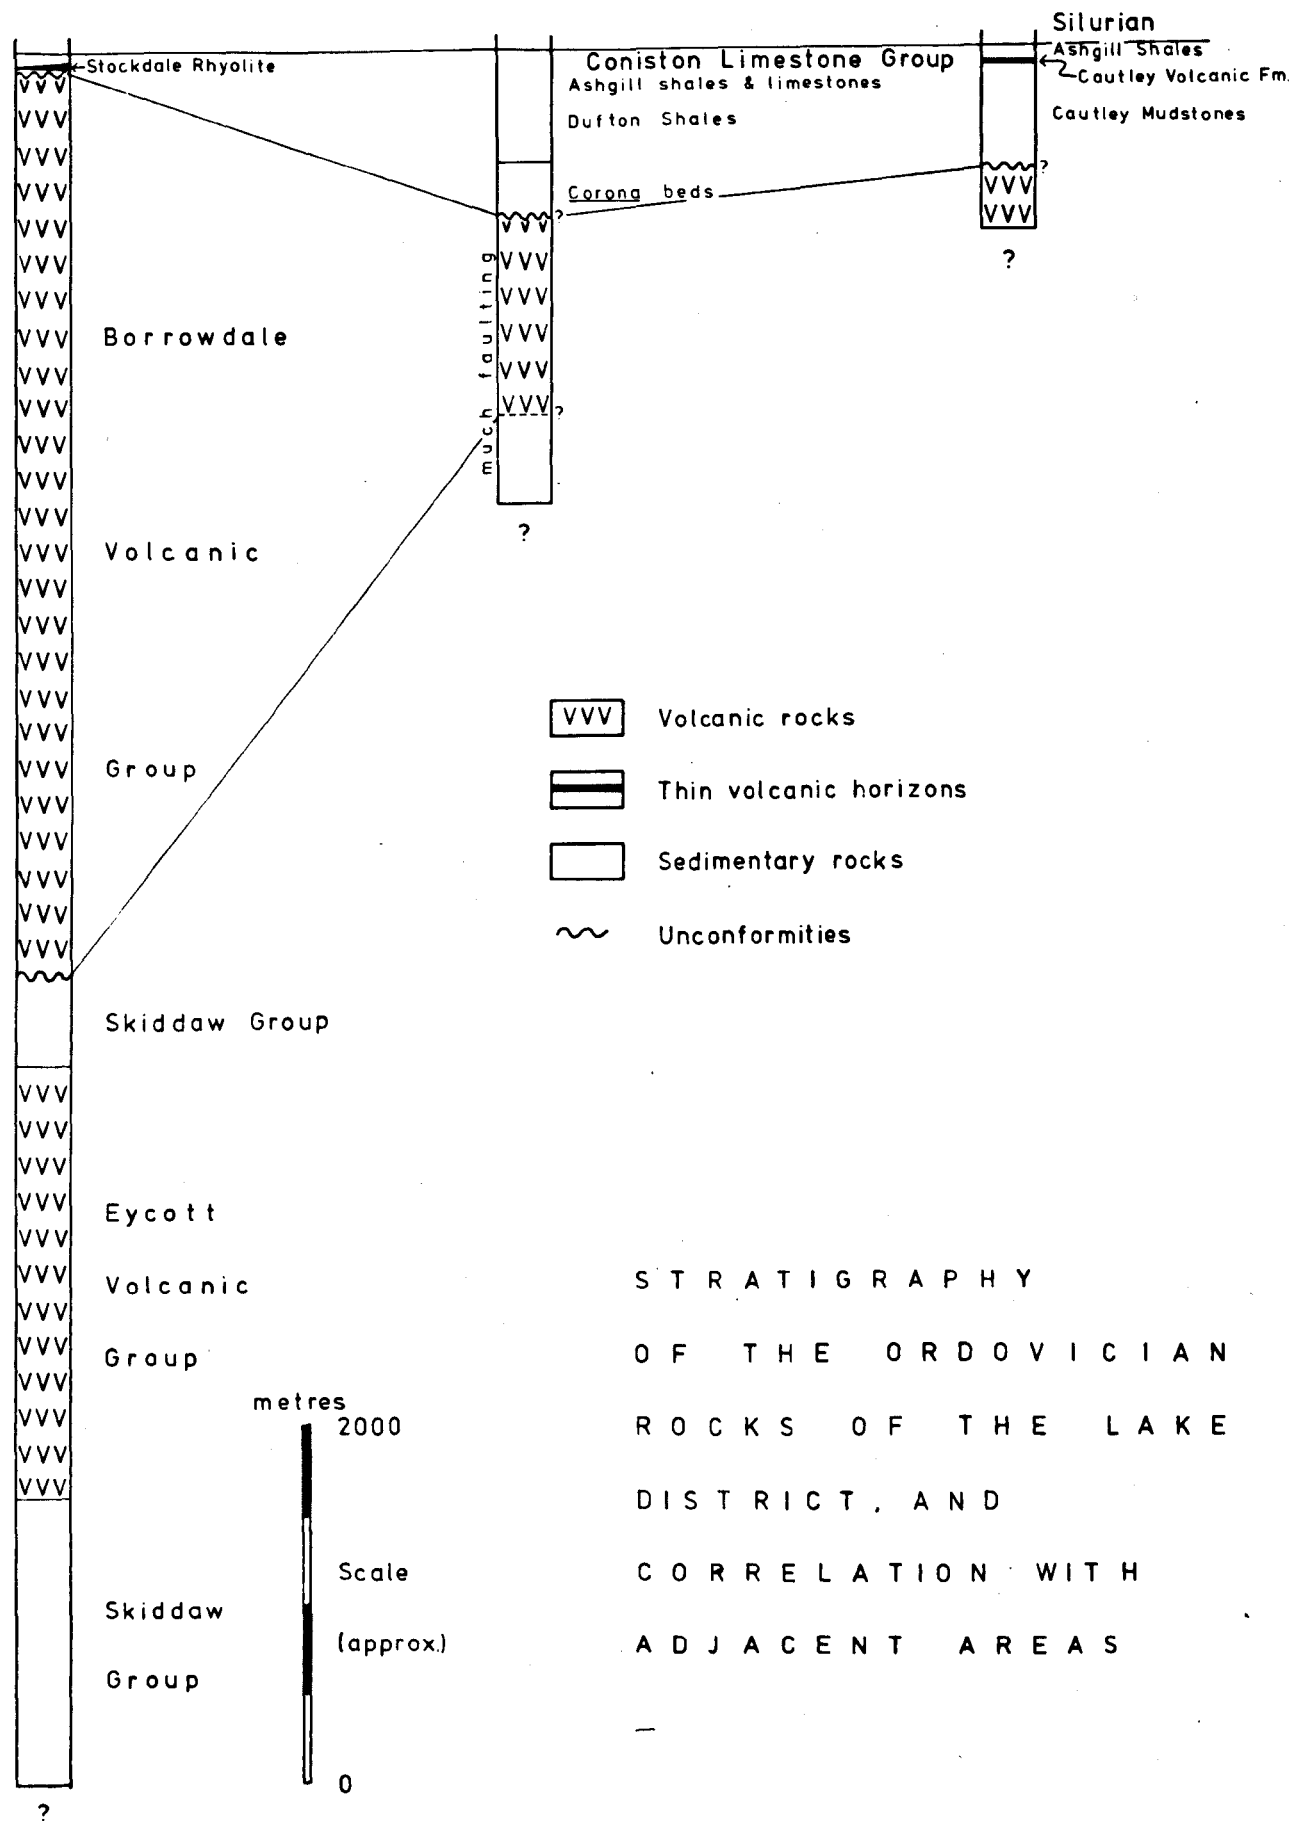 Silurian
Ashgill Shales
Cautley Volcanic Fm.
Cautley Mudstones
?
?
Coniston Limestone Group
Ashgill shales & limestones
Dufton Shales
Corona beds
?
much faulting
?
?
Stockdale Rhyolite
Borrowdale
Volcanic
Group
Skiddaw Group
Eycott
Volcanic
Group
Skiddaw
Group
?
VVV Volcanic rocks
Thin volcanic horizons
Sedimentary rocks
Unconformities
metres
2000
Scale
(approx.)
0
STRATIGRAPHY
OF THE ORDOVICIAN
ROCKS OF THE LAKE
DISTRICT, AND
CORRELATION WITH
ADJACENT AREAS